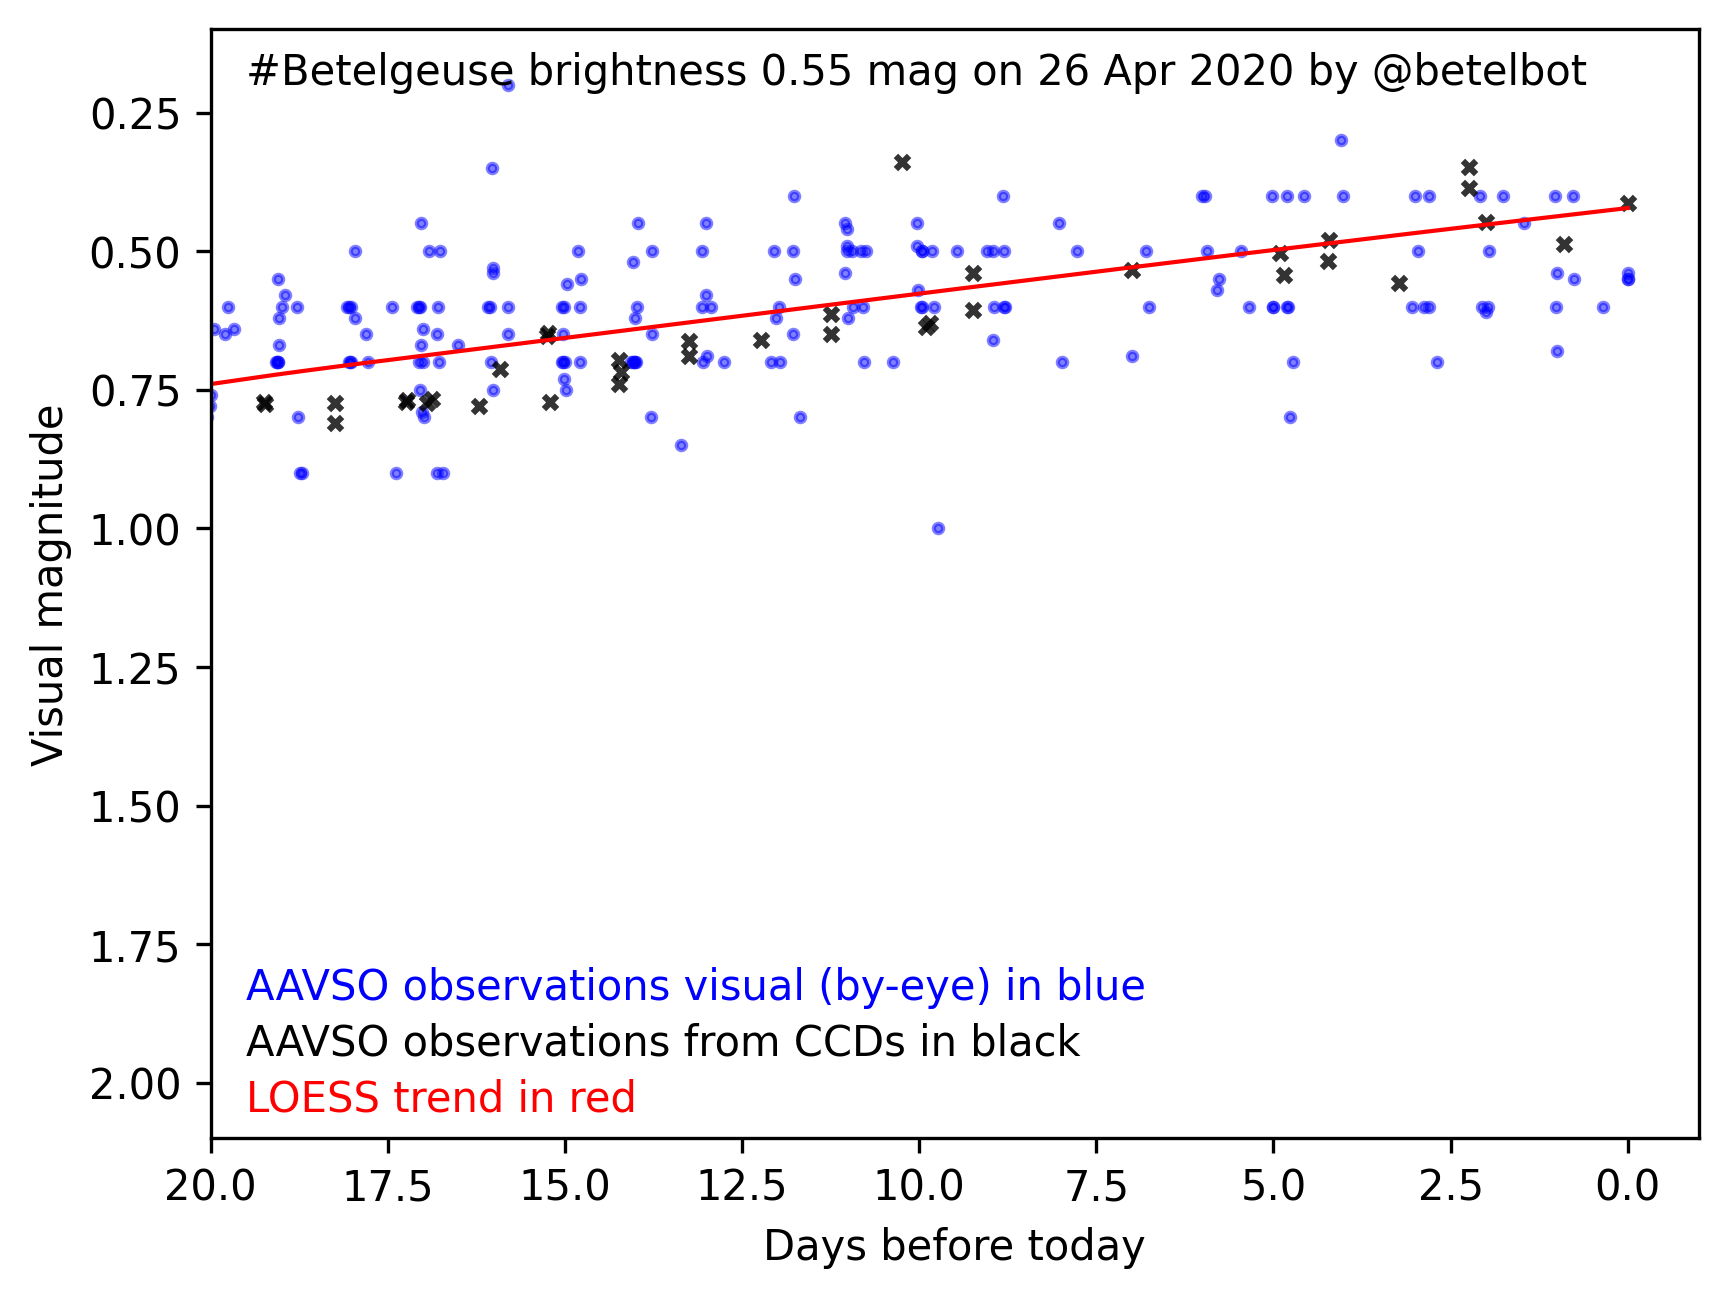 #Betelgeuse brightness 0.55 mag on 26 Apr 2020 by @betelbot
0.25
0.50
0.75
1.00
1.25
1.50
1.75
2.00
Visual magnitude
AAVSO observations visual (by-eye) in blue
AAVSO observations from CCDs in black
LOESS trend in red
20.0 17.5 15.0 12.5 10.0 7.5 5.0 2.5 0.0
Days before today